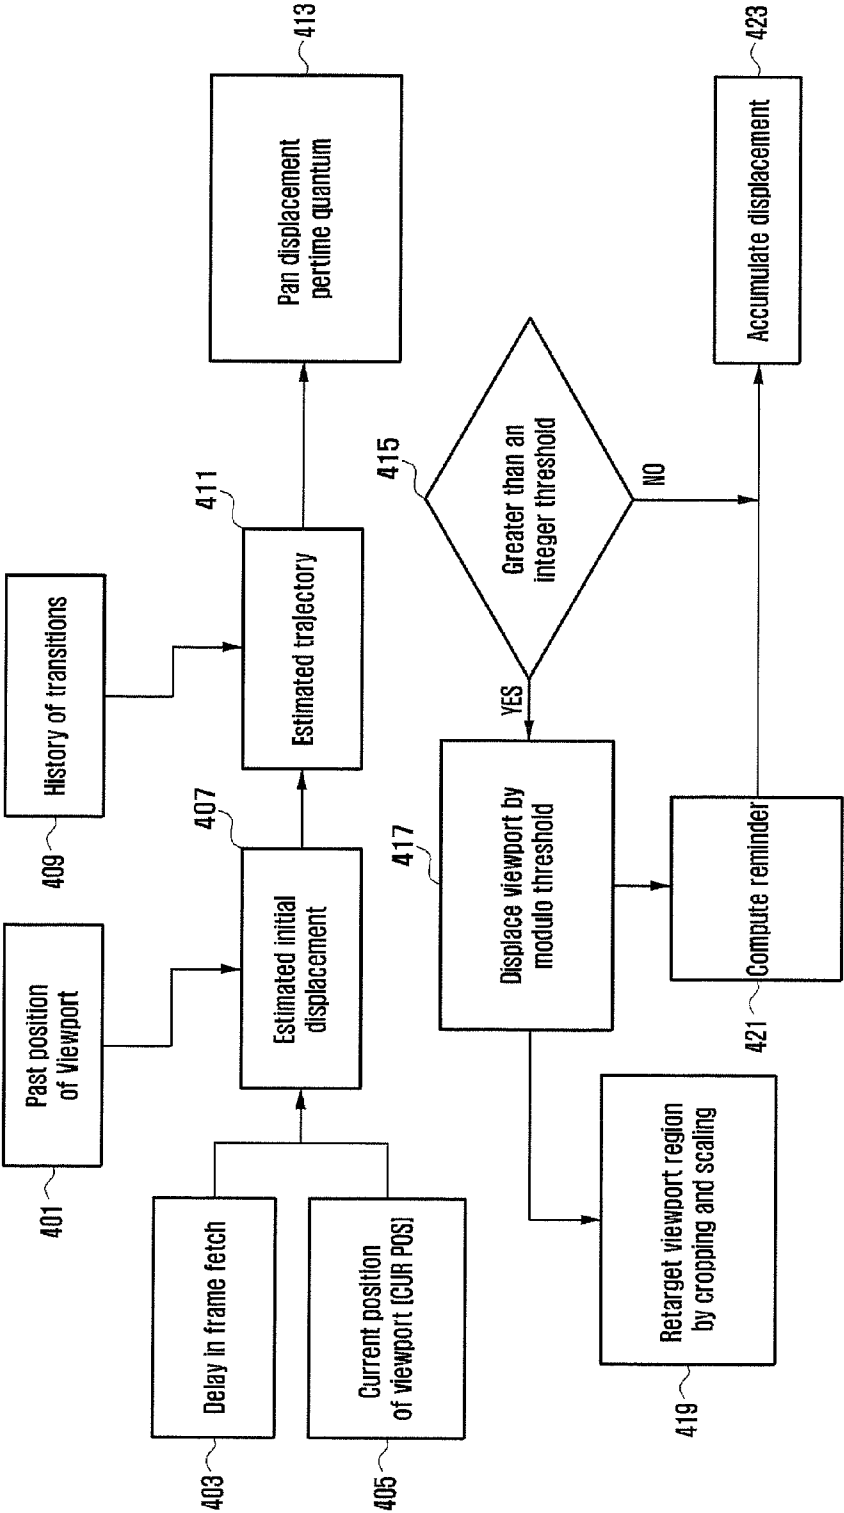 401
Past position
of Viewport
409
History of transitions
403
Delay in frame fetch
405
Current position
of viewport [CUR POS]
407
Estimated initial
displacement
411
Estimated trajectory
413
Pan displacement
pertime quantum
415
Greater than an
integer threshold
YES
NO
417
Displace viewport by
modulo threshold
419
Retarget viewport region
by cropping and scaling
421
Compute reminder
423
Accumulate displacement